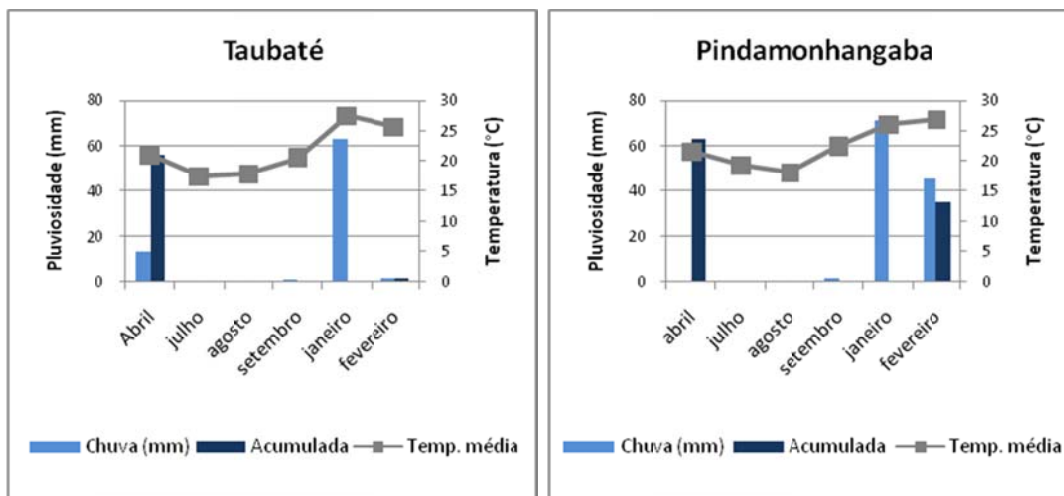 Taubaté
Pluviosidade (mm)
80
60
40
20
0
30
25
20
15
10
5
0
Temperatura (°C)
Abril
julho
agosto
setembro
janeiro
fevereiro
Chuva (mm)
Acumulada
Temp. média
Pindamonhangaba
Pluviosidade (mm)
80
60
40
20
0
30
25
20
15
10
5
0
Temperatura (°C)
abril
julho
agosto
setembro
janeiro
fevereiro
Chuva (mm)
Acumulada
Temp. média